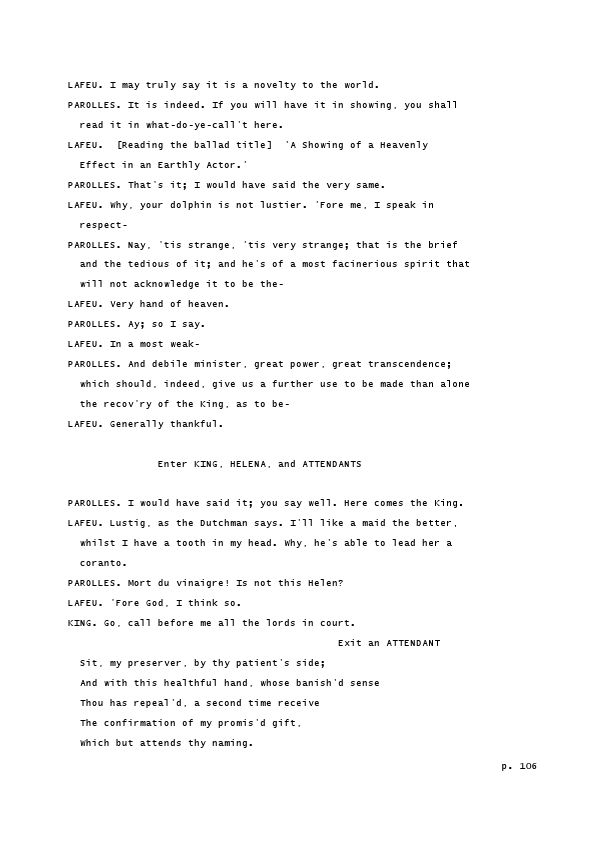 LAFEU. I may truly say it is a novelty to the world.
PAROLLES. It is indeed. If you will have it in showing, you shall
read it in what-do-ye-call't here.
LAFEU.  [Reading the ballad title]  'A Showing of a Heavenly
Effect in an Earthly Actor.'
PAROLLES. That's it; I would have said the very same.
LAFEU. Why, your dolphin is not lustier. 'Fore me, I speak in
respect-
PAROLLES. Nay, 'tis strange, 'tis very strange; that is the brief
and the tedious of it; and he's of a most facinerious spirit that
will not acknowledge it to be the-
LAFEU. Very hand of heaven.
PAROLLES. Ay; so I say.
LAFEU. In a most weak-
PAROLLES. And debile minister, great power, great transcendence;
which should, indeed, give us a further use to be made than alone
the recov'ry of the King, as to be-
LAFEU. Generally thankful.
Enter KING, HELENA, and ATTENDANTS
PAROLLES. I would have said it; you say well. Here comes the King.
LAFEU. Lustig, as the Dutchman says. I'll like a maid the better,
whilst I have a tooth in my head. Why, he's able to lead her a
coranto.
PAROLLES. Mort du vinaigre! Is not this Helen?
LAFEU. 'Fore God, I think so.
KING. Go, call before me all the lords in court.
Exit an ATTENDANT
Sit, my preserver, by thy patient's side;
And with this healthful hand, whose banish'd sense
Thou has repeal'd, a second time receive
The confirmation of my promis'd gift,
Which but attends thy naming.
p. 106